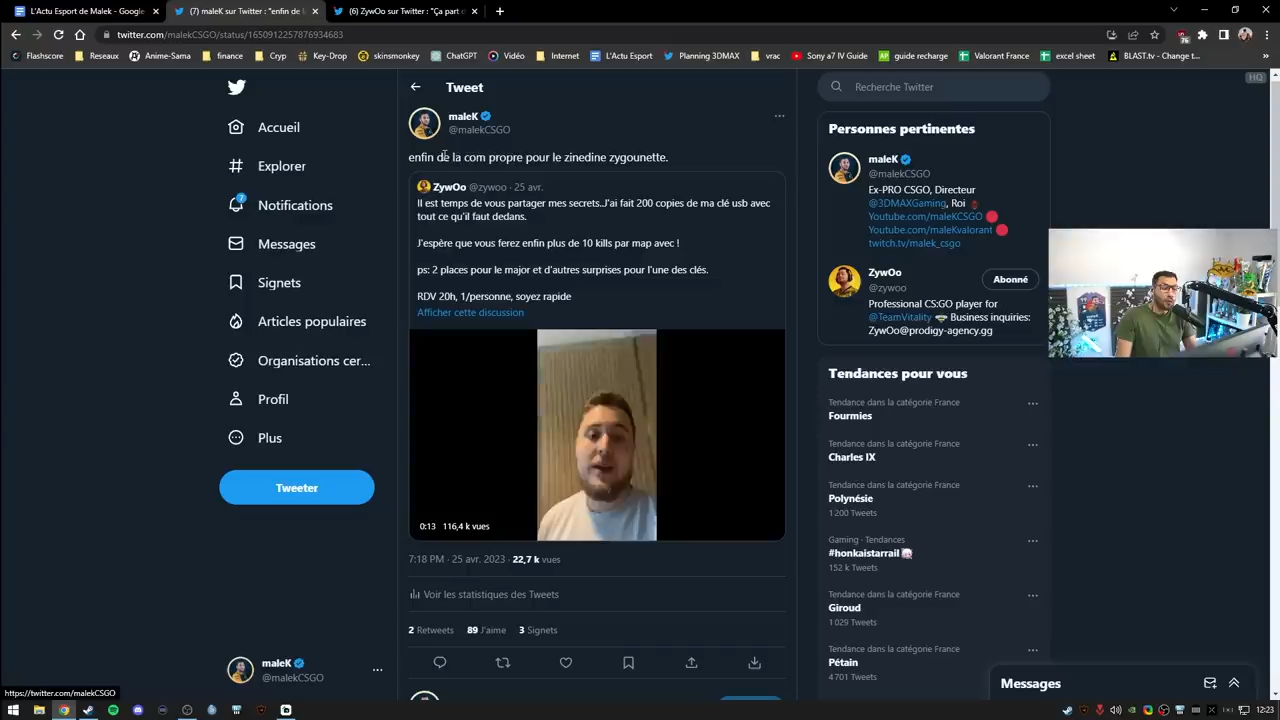 L'Actu Esport de Malek - Google
(7) maleK sur Twitter : "enfin de l
(6) ZywOo sur Twitter : "Ça part d
twitter.com/malekCSGO/status/1650912257876934683
Flashscore
Reseaux
Anime-Sama
finance
Cryp
Key-Drop
skinsmonkey
ChatGPT
Vidéo
Internet
L'Actu Esport
Planning 3DMAX
vrac
Sony a7 IV Guide
guide recharge
Valorant France
excel sheet
BLAST.tv - Change t...
HQ
Accueil
Explorer
7
Notifications
Messages
Signets
Articles populaires
Organisations cer...
Profil
Plus
Tweeter
maleK
@malekCSGO
https://twitter.com/malekCSGO
Tweet
maleK
@malekCSGO
enfin de la com propre pour le zinedine zygounette.
ZywOo @zywoo · 25 avr.
Il est temps de vous partager mes secrets.J'ai fait 200 copies de ma clé usb avec
tout ce qu'il faut dedans.
J'espère que vous ferez enfin plus de 10 kills par map avec !
ps: 2 places pour le major et d'autres surprises pour l'une des clés.
RDV 20h, 1/personne, soyez rapide
Afficher cette discussion
0:13 116,4 k vues
7:18 PM · 25 avr. 2023 · 22,7 k vues
Voir les statistiques des Tweets
2 Retweets 89 J'aime 3 Signets
Recherche Twitter
Personnes pertinentes
maleK
@malekCSGO
Ex-PRO CSGO, Directeur
@3DMAXGaming, Roi
Youtube.com/maleKCSGO
Youtube.com/maleKvalorant
twitch.tv/malek_csgo
ZywOo
@zywoo
Abonné
Professional CS:GO player for
@TeamVitality Business inquiries:
ZywOo@prodigy-agency.gg
Tendances pour vous
Tendance dans la catégorie France
Fourmies
Tendance dans la catégorie France
Charles IX
Tendance dans la catégorie France
Polynésie
1 200 Tweets
Gaming · Tendances
#honkaistarrail
152 k Tweets
Tendance dans la catégorie France
Giroud
1 029 Tweets
Tendance dans la catégorie France
Pétain
4 701 Tweets
Messages
12:23